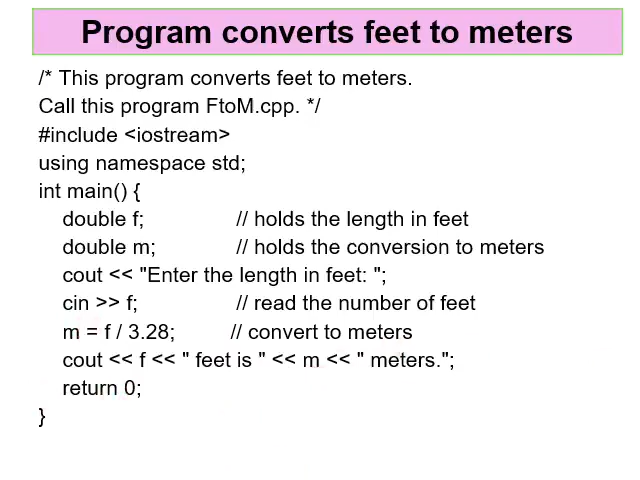 Program converts feet to meters
/* This program converts feet to meters.
Call this program FtoM.cpp. */
#include <iostream>
using namespace std;
int main() {
double f; // holds the length in feet
double m; // holds the conversion to meters
cout << "Enter the length in feet: ";
cin >> f; // read the number of feet
m = f / 3.28; // convert to meters
cout << f << " feet is " << m << " meters.";
return 0;
}